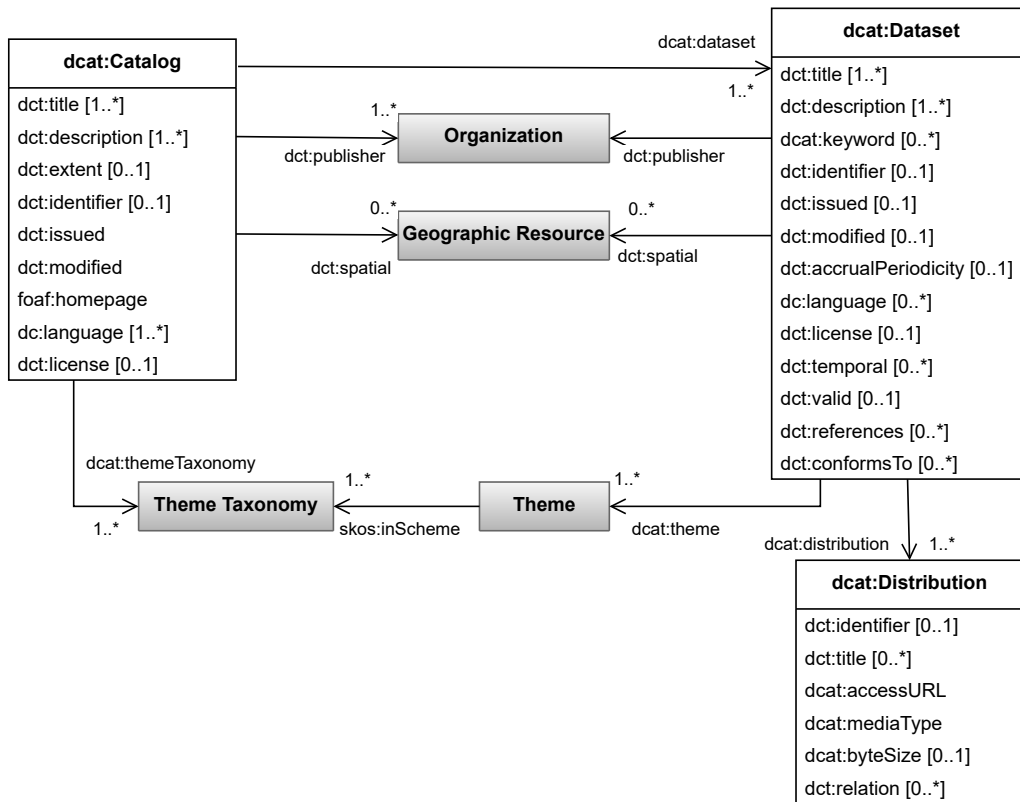 dcat:Catalog
dct:title [1..*]
dct:description [1..*]
dct:extent [0..1]
dct:identifier [0..1]
dct:issued
dct:modified
foaf:homepage
dc:language [1..*]
dct:license [0..1]
dcat:dataset
1..*
dcat:Dataset
dct:title [1..*]
dct:description [1..*]
dcat:keyword [0..*]
dct:identifier [0..1]
dct:issued [0..1]
dct:modified [0..1]
dct:accrualPeriodicity [0..1]
dc:language [0..*]
dct:license [0..1]
dct:temporal [0..*]
dct:valid [0..1]
dct:references [0..*]
dct:conformsTo [0..*]
1..*
Organization
dct:publisher
dct:publisher
0..*
0..*
Geographic Resource
dct:spatial
dct:spatial
dcat:themeTaxonomy
1..*
Theme Taxonomy
1..*
skos:inScheme
Theme
1..*
dcat:theme
dcat:distribution
1..*
dcat:Distribution
dct:identifier [0..1]
dct:title [0..*]
dcat:accessURL
dcat:mediaType
dcat:byteSize [0..1]
dct:relation [0..*]